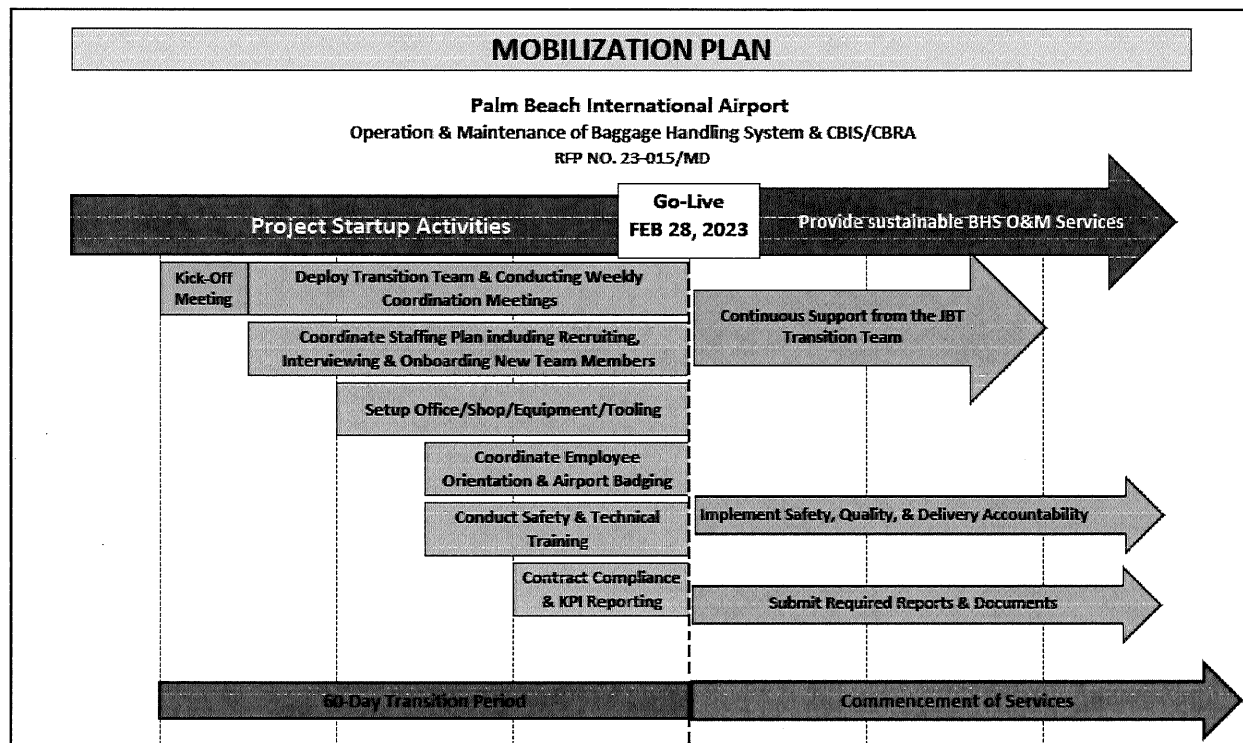 MOBILIZATION PLAN
Palm Beach International Airport
Operation & Maintenance of Baggage Handling System & CBIS/CBRA
RFP NO. 23-015/MD
Project Startup Activities
Go-Live
FEB 28, 2023
Provide sustainable BHS O&M Services
Kick-Off
Meeting
Deploy Transition Team & Conducting Weekly
Coordination Meetings
Continuous Support from the JBT
Transition Team
Coordinate Staffing Plan including Recruiting,
Interviewing & Onboarding New Team Members
Setup Office/Shop/Equipment/Tooling
Coordinate Employee
Orientation & Airport Badging
Conduct Safety & Technical
Training
Implement Safety, Quality, & Delivery Accountability
Contract Compliance
& KPI Reporting
Submit Required Reports & Documents
60-Day Transition Period
Commencement of Services